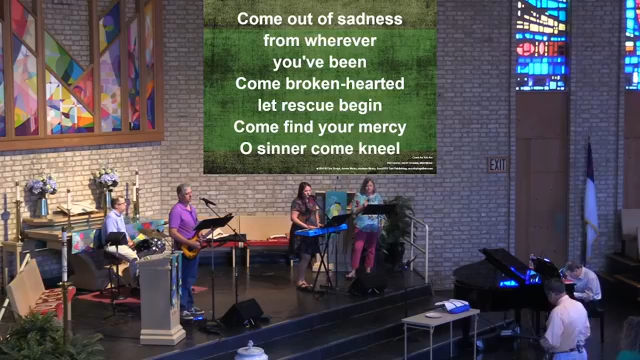 Come out of sadness
from wherever
you've been
Come broken-hearted
let rescue begin
Come find your mercy
O sinner come kneel
EXIT